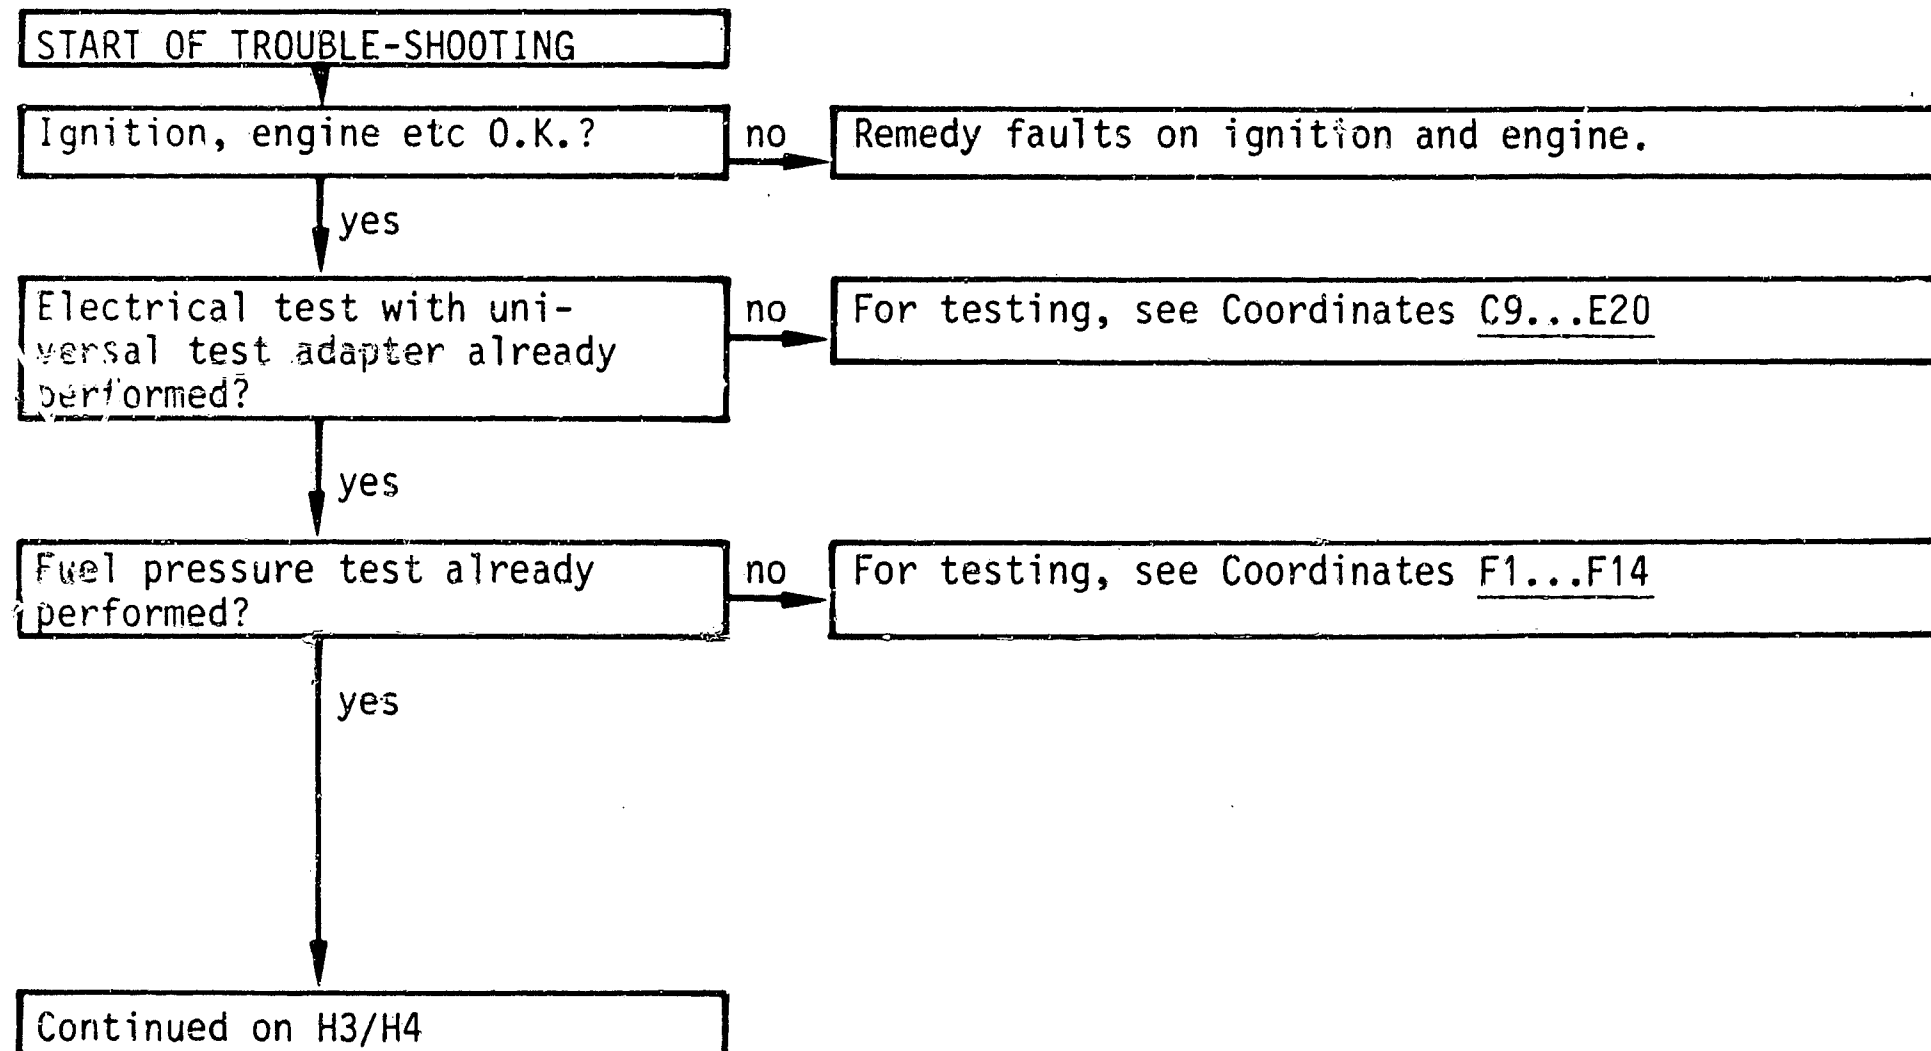 START OF TROUBLE-SHOOTING
Ignition, engine etc O.K.?
no
Remedy faults on ignition and engine.
yes
Electrical test with uni-
versal test adapter already
performed?
no
For testing, see Coordinates C9...E20
yes
Fuel pressure test already
performed?
no
For testing, see Coordinates F1...F14
yes
Continued on H3/H4